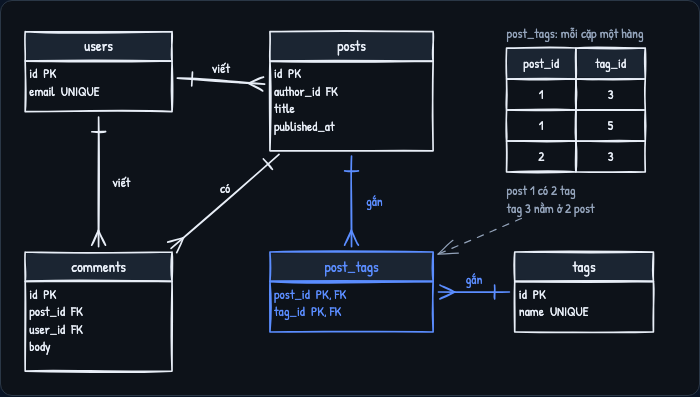 users
id PK
email UNIQUE
viết
posts
id PK
author_id FK
title
published_at
post_tags: mỗi cặp một hàng
post_id tag_id
1 3
1 5
2 3
post 1 có 2 tag
tag 3 nằm ở 2 post
viết
có
gắn
comments
id PK
post_id FK
user_id FK
body
post_tags
post_id PK, FK
tag_id PK, FK
gắn
tags
id PK
name UNIQUE